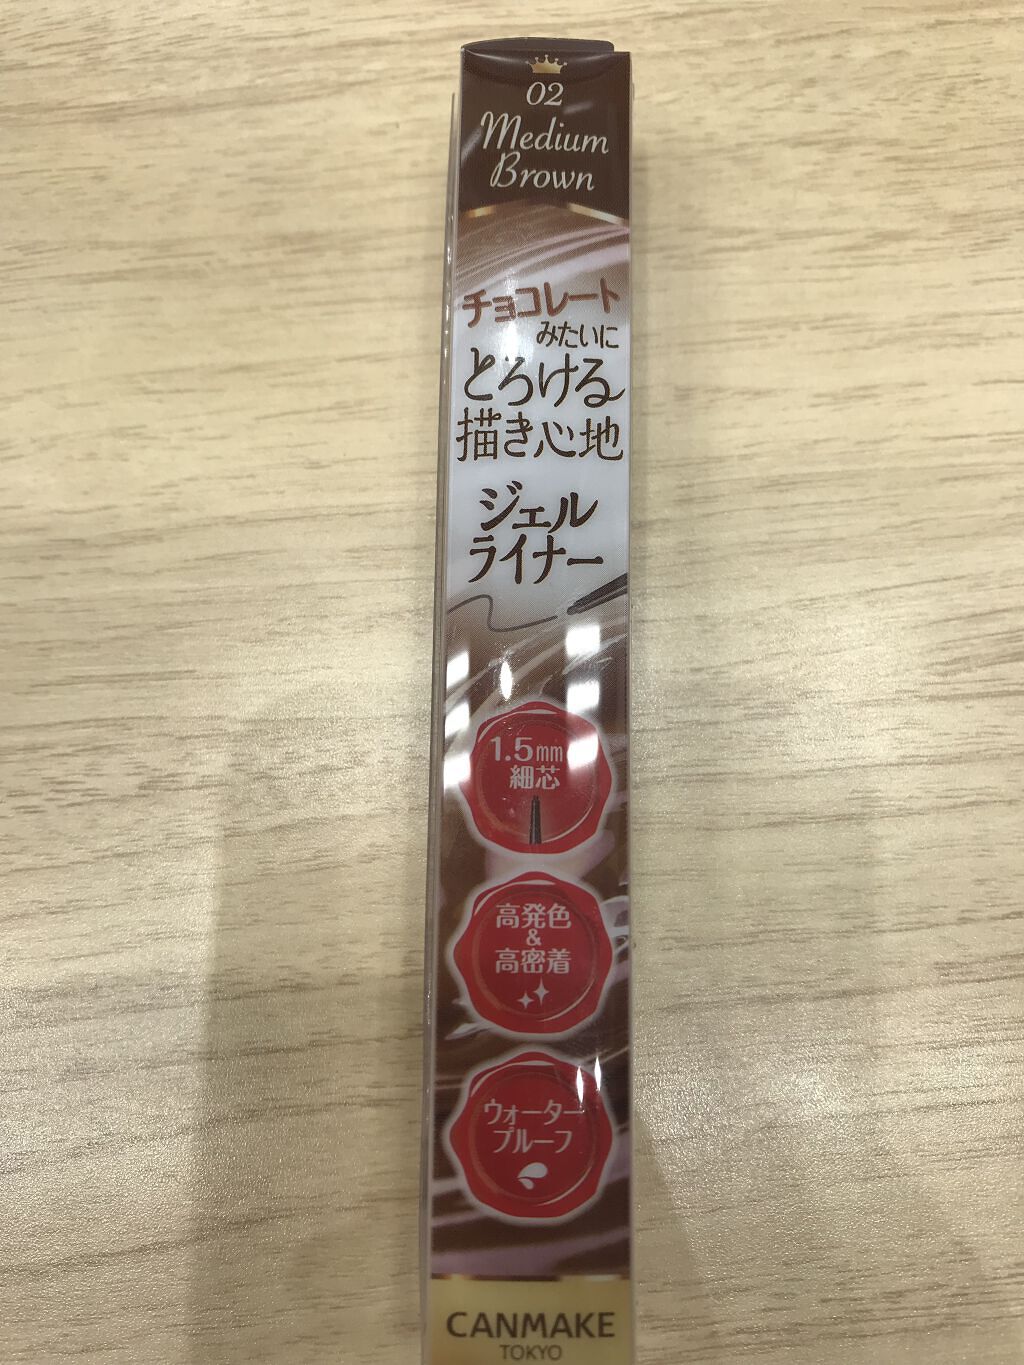 02
Medium
Brown
チョコレート
みたいに
とろける
描き心地
ジェル
ライナー
1.5mm
細芯
高発色
&
高密着
ウォーター
プルーフ
CANMAKE
TOKYO